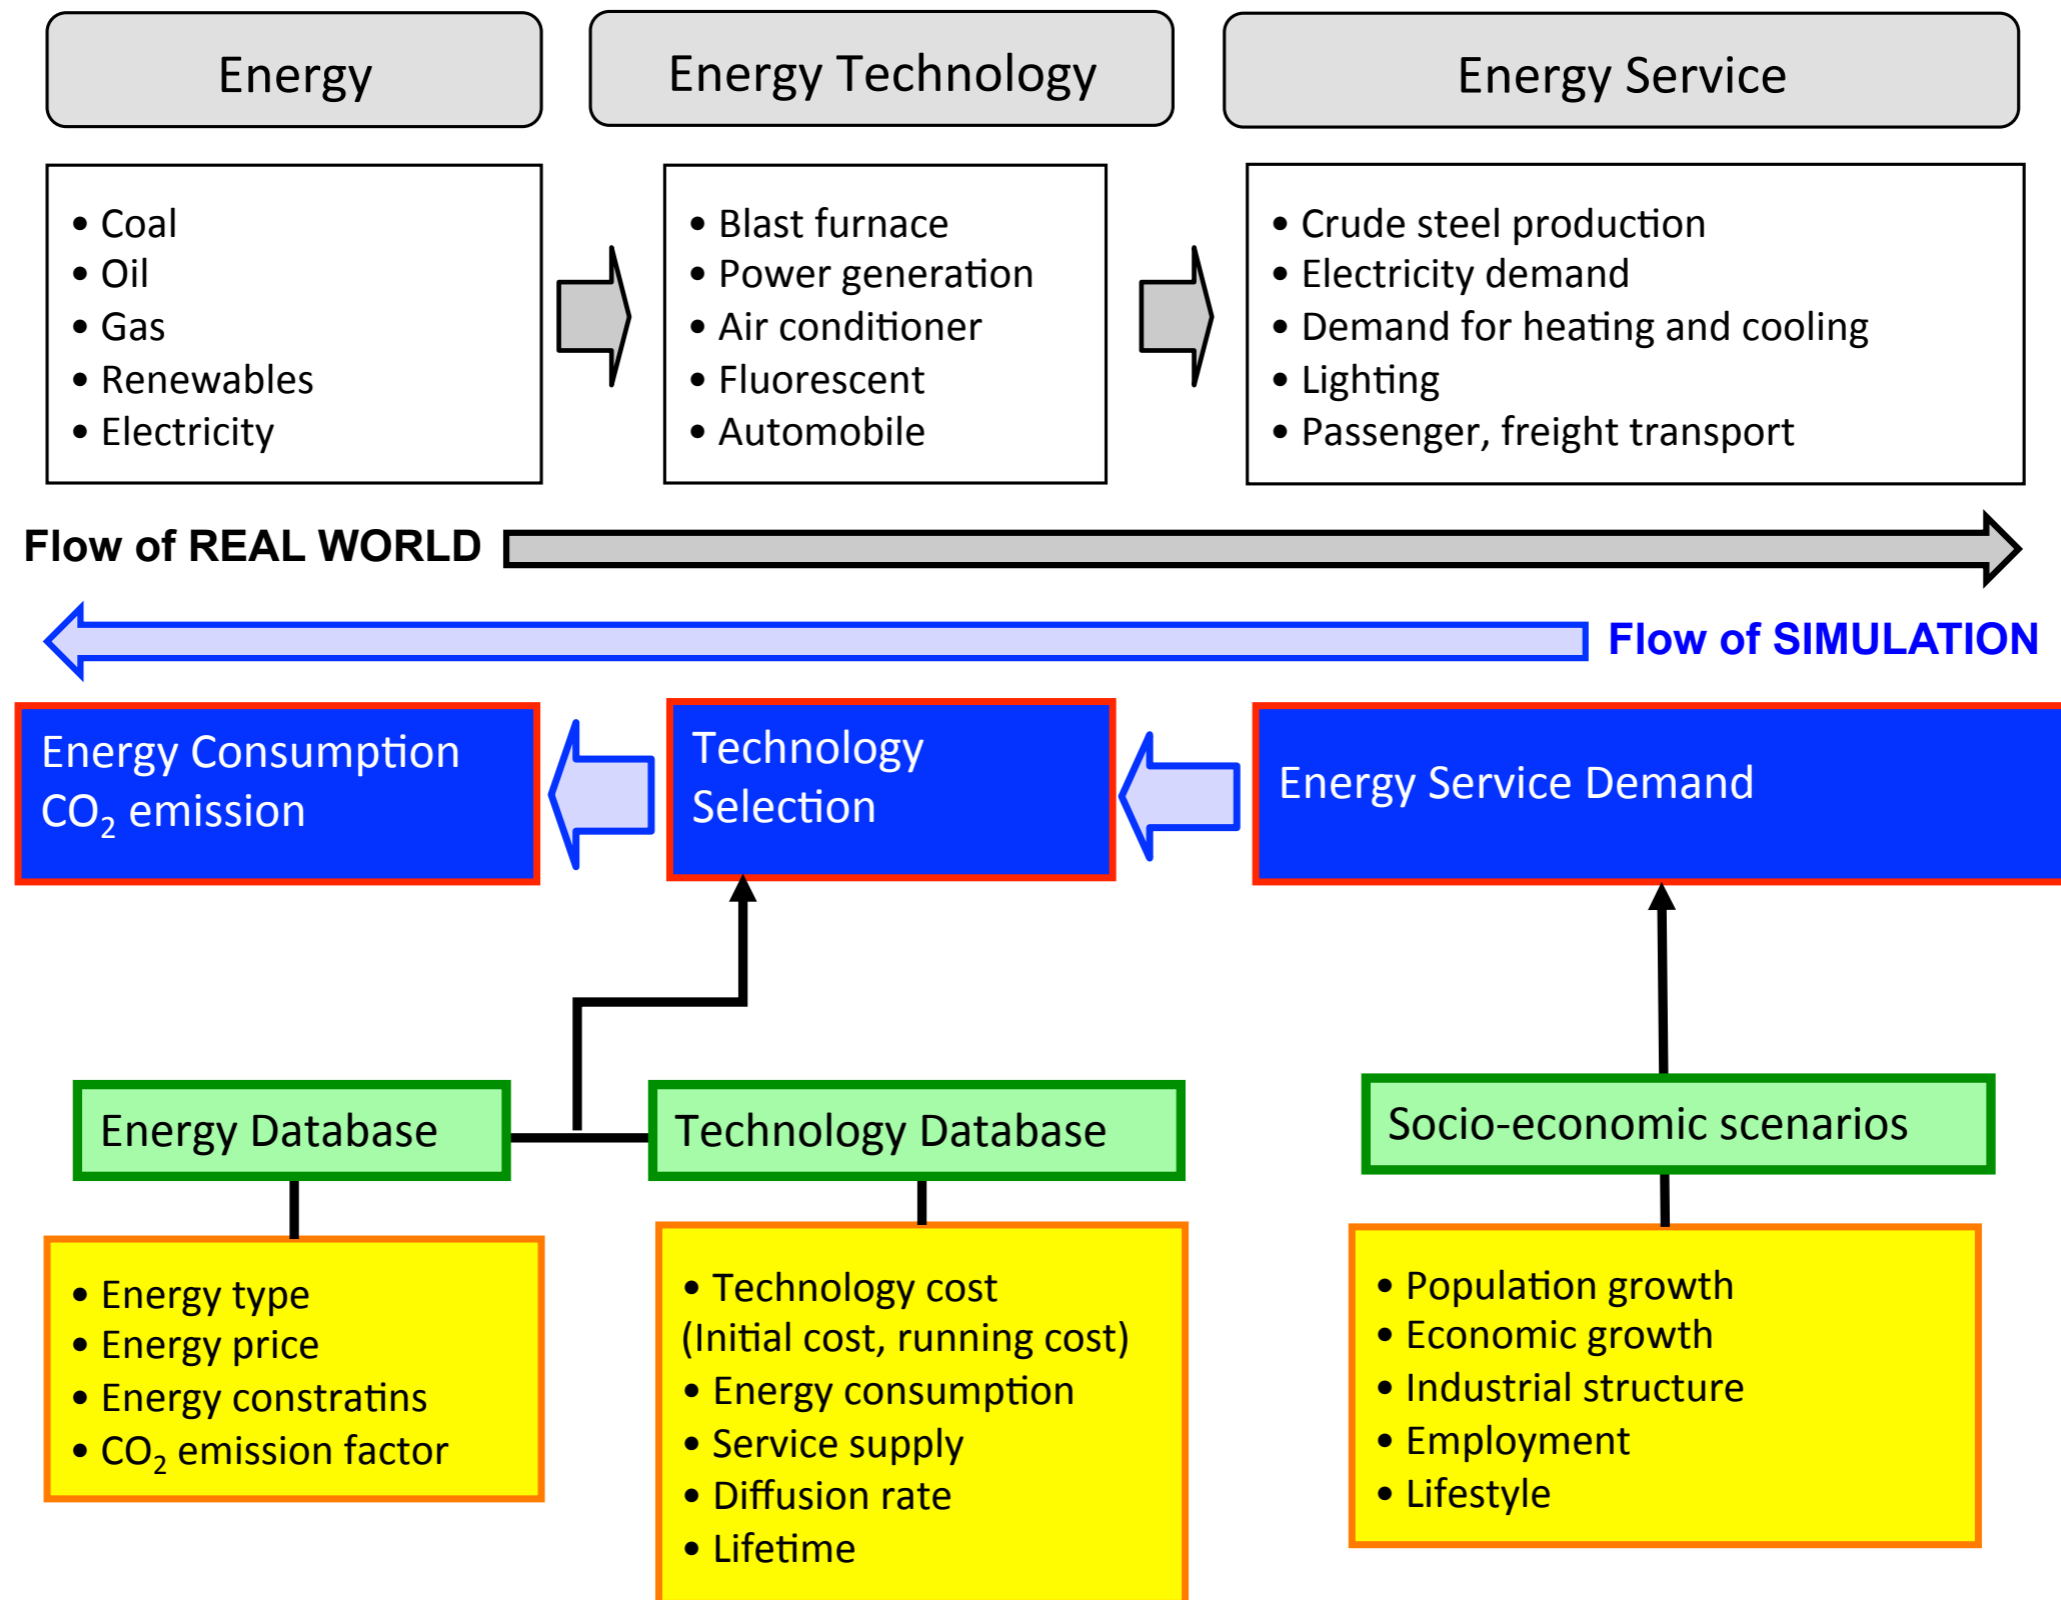 Energy
Energy Technology
Energy Service
• Coal
• Oil
• Gas
• Renewables
• Electricity
• Blast furnace
• Power generation
• Air conditioner
• Fluorescent
• Automobile
• Crude steel production
• Electricity demand
• Demand for heating and cooling
• Lighting
• Passenger, freight transport
Flow of REAL WORLD
Flow of SIMULATION
Energy Consumption
CO₂ emission
Technology
Selection
Energy Service Demand
Energy Database
Technology Database
Socio-economic scenarios
• Energy type
• Energy price
• Energy constratins
• CO₂ emission factor
• Technology cost
(Initial cost, running cost)
• Energy consumption
• Service supply
• Diffusion rate
• Lifetime
• Population growth
• Economic growth
• Industrial structure
• Employment
• Lifestyle